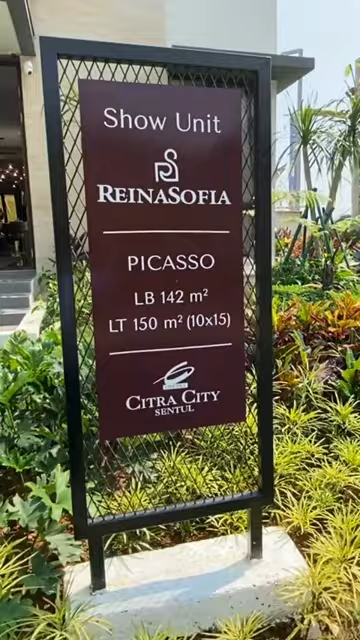 Show Unit
REINASOFIA
PICASSO
LB 142 m²
LT 150 m² (10x15)
CITRA CITY
SENTUL